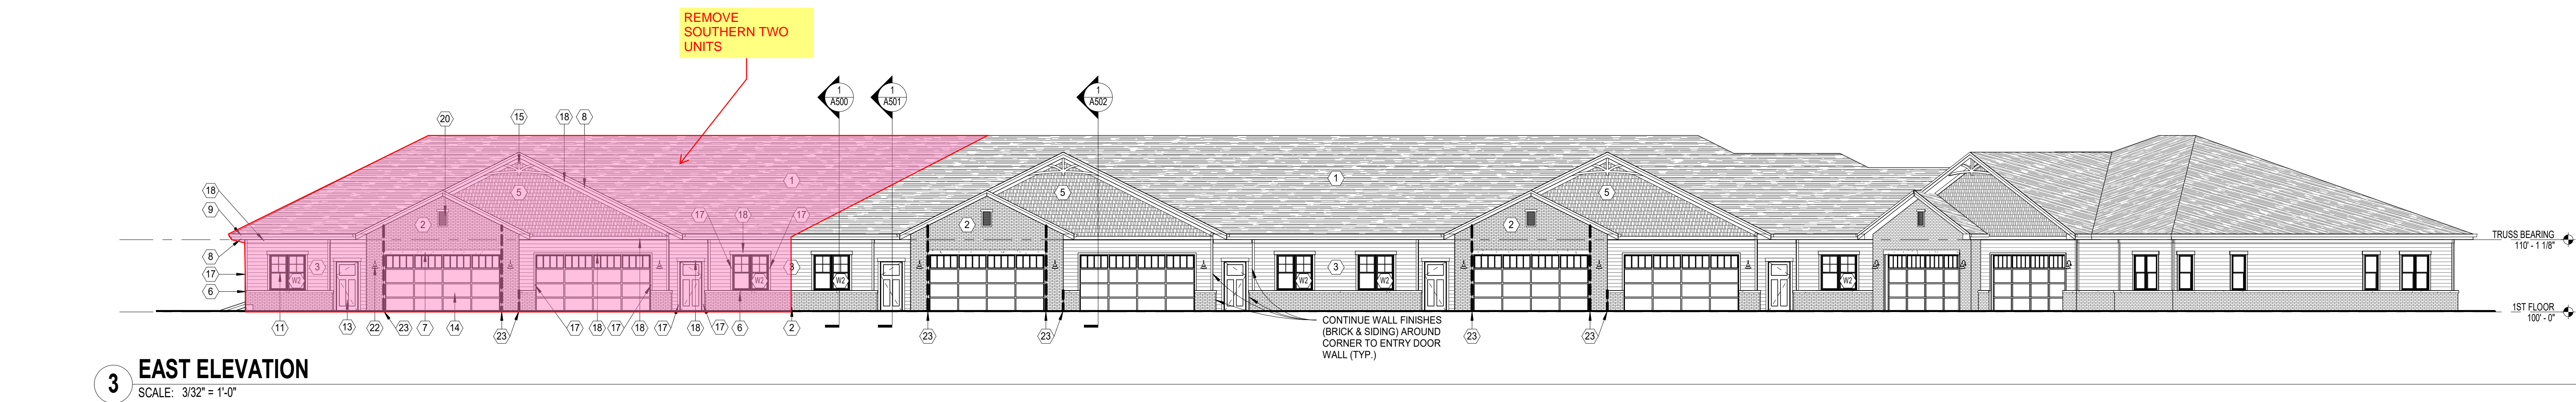 REMOVE
SOUTHERN TWO
UNITS
1
A500
1
A501
1
A502
20
15
18
8
18
9
8
17
6
1
1
5
5
5
2
2
2
17
18
17
3
3
3
W2
W2
W2
W2
W2
W2
W2
TRUSS BEARING
110' - 1 1/8"
1ST FLOOR
100' - 0"
11
13
22
23
7
14
23
17
18
17
18
17
18
17
6
2
23
23
23
23
CONTINUE WALL FINISHES
(BRICK & SIDING) AROUND
CORNER TO ENTRY DOOR
WALL (TYP.)
3
EAST ELEVATION
SCALE: 3/32" = 1'-0"